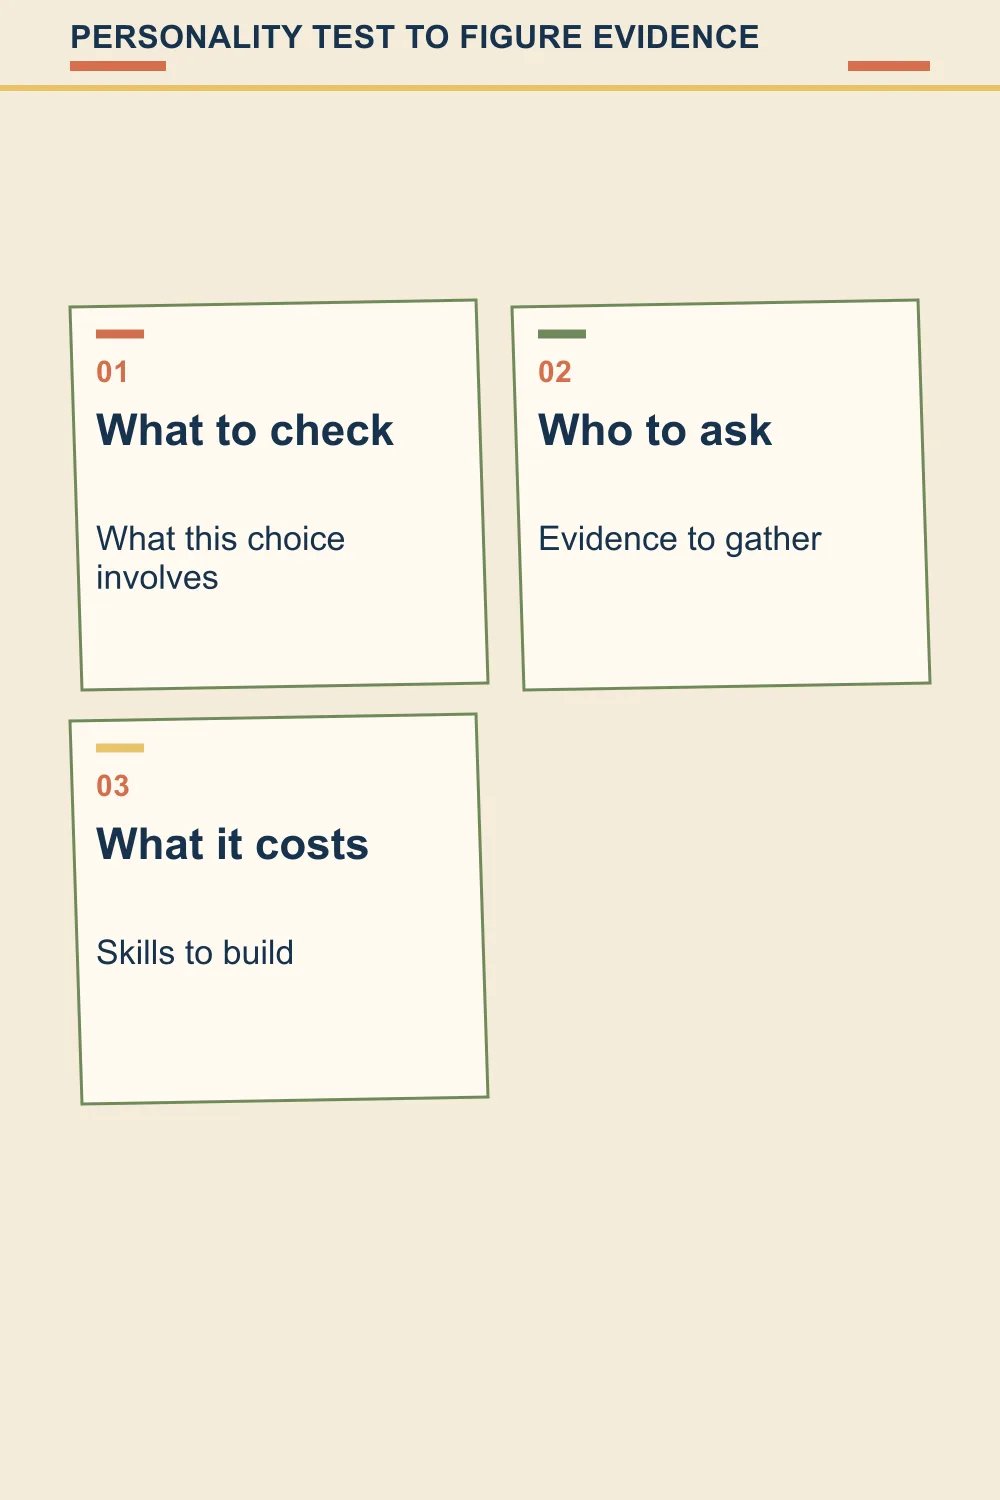 PERSONALITY TEST TO FIGURE EVIDENCE
01
What to check
What this choice
involves
02
Who to ask
Evidence to gather
03
What it costs
Skills to build